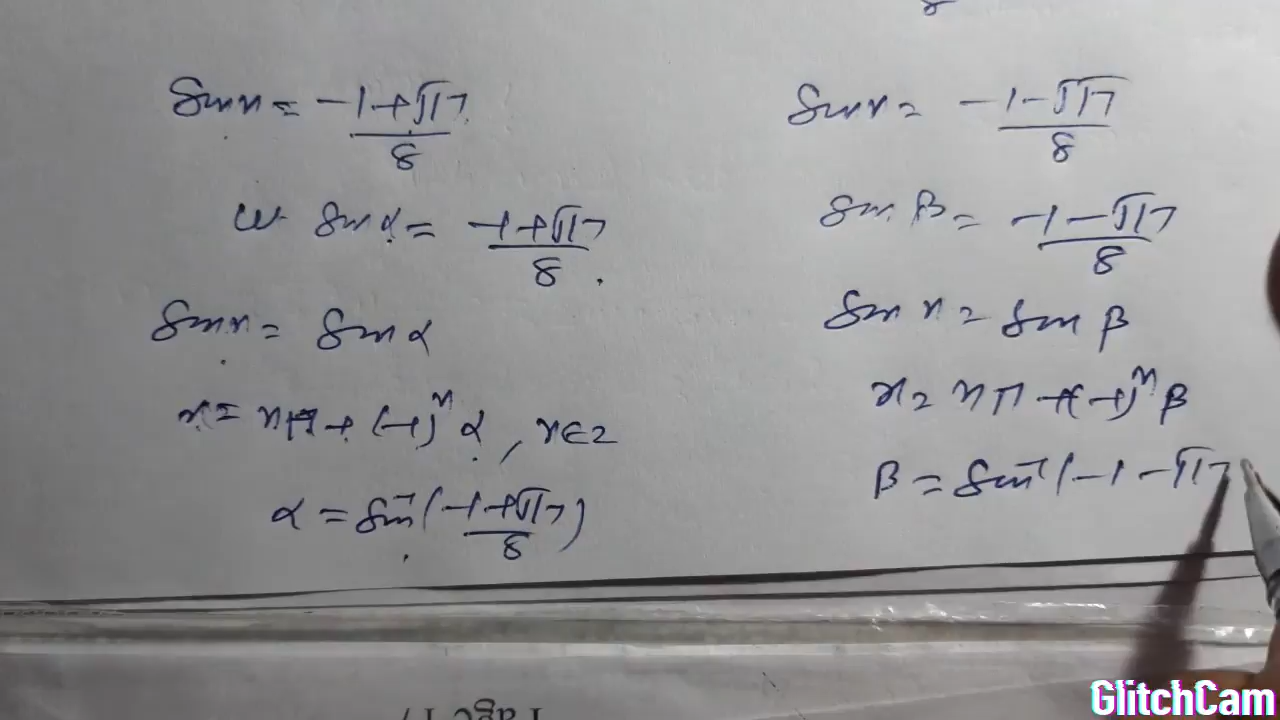 sin x = -1+√17/8
let sin α = -1+√17/8
sin x = sin α
x = nπ + (-1)^n α, n∈Z
α = sin⁻¹(-1+√17/8)
sin x = -1-√17/8
sin β = -1-√17/8
sin x = sin β
x = nπ + (-1)^n β
β = sin⁻¹(-1-√17
GlitchCam